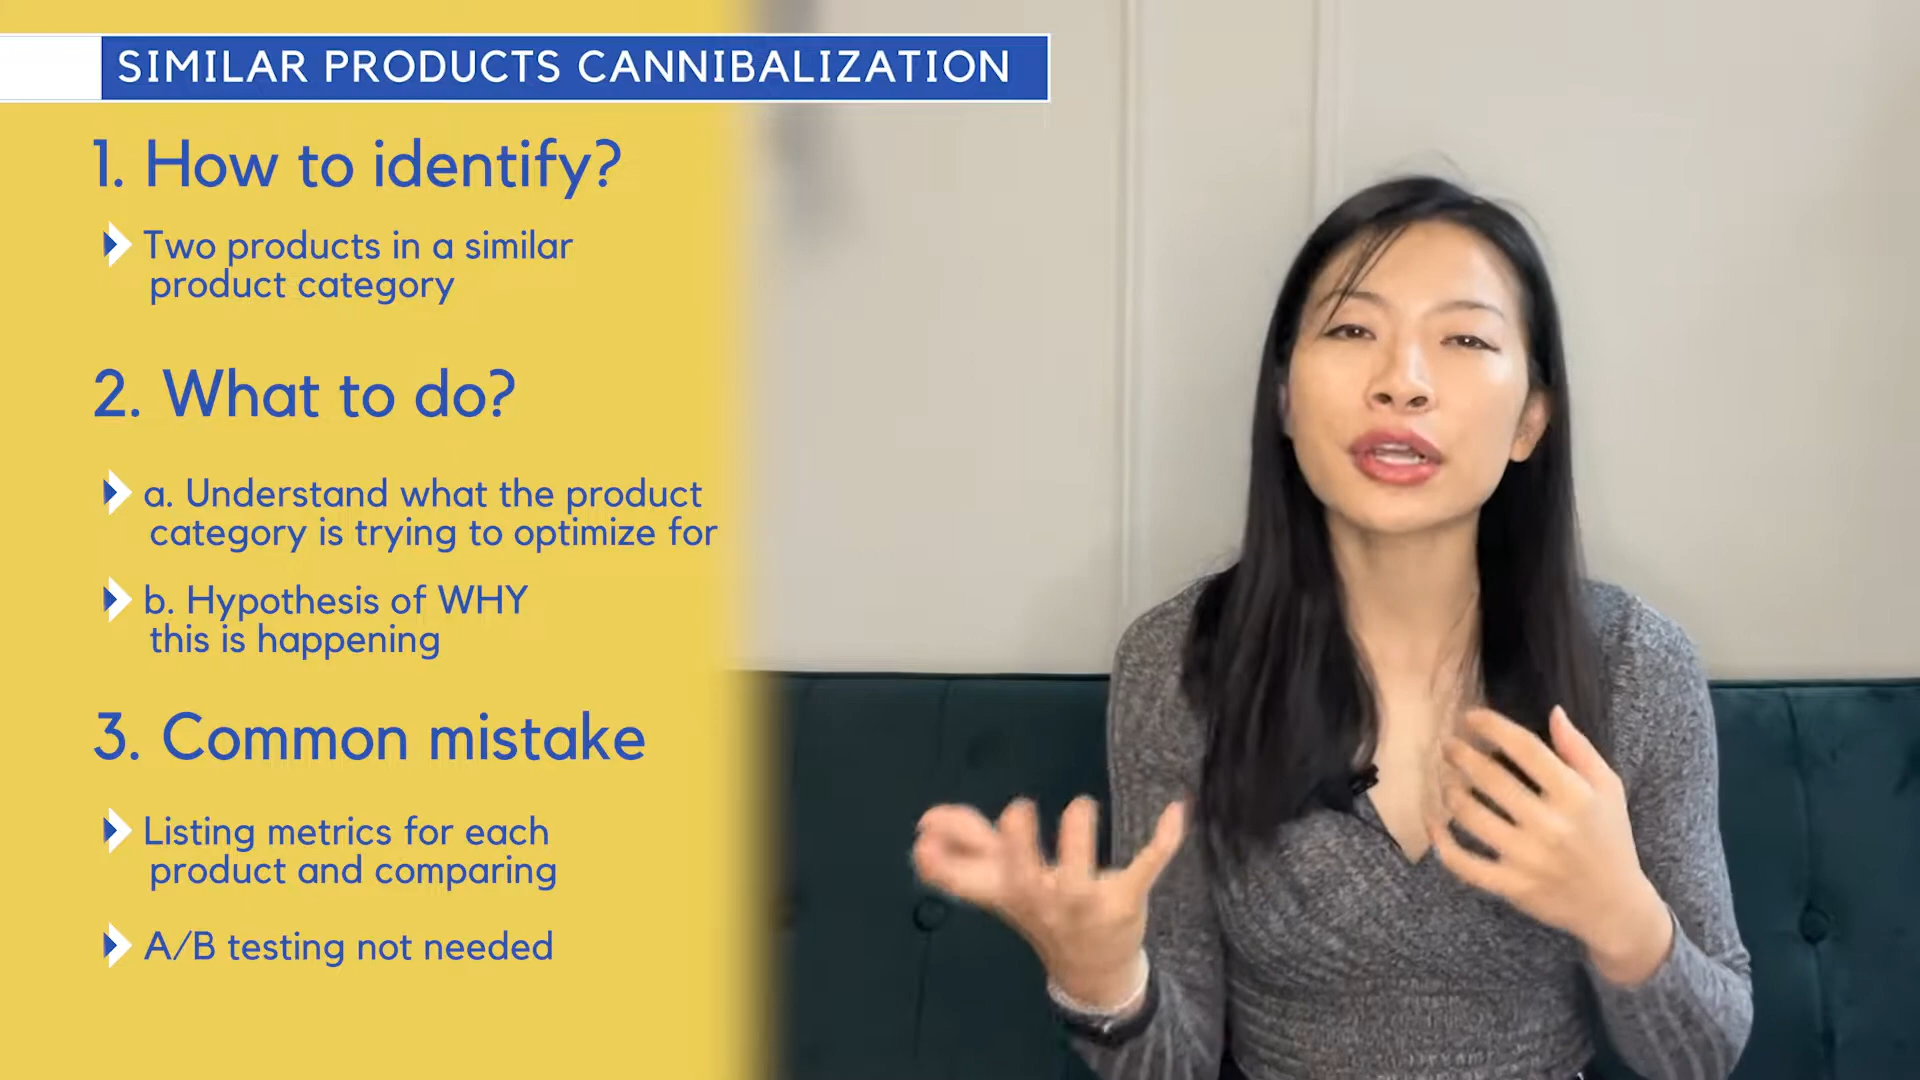 SIMILAR PRODUCTS CANNIBALIZATION
1. How to identify?
Two products in a similar
product category
2. What to do?
a. Understand what the product
category is trying to optimize for
b. Hypothesis of WHY
this is happening
3. Common mistake
Listing metrics for each
product and comparing
A/B testing not needed